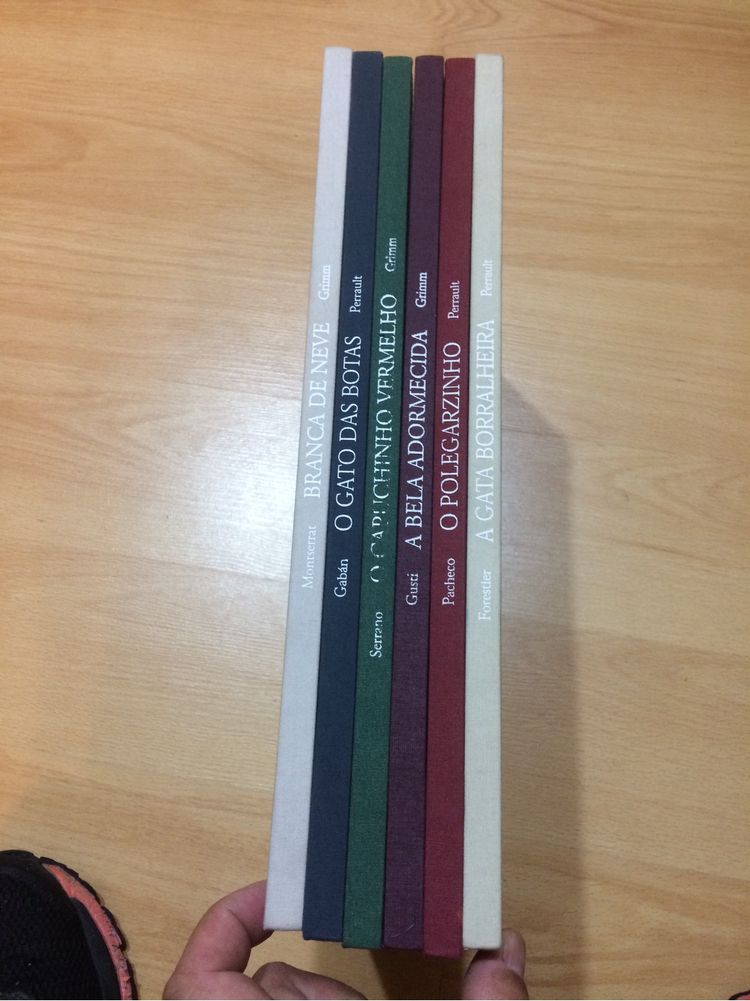 Montserrat BRANCA DE NEVE Grimm
Gabán O GATO DAS BOTAS Perrault
Serrano O CAPUCHINHO VERMELHO Grimm
Gusti A BELA ADORMECIDA Grimm
Pacheco O POLEGARZINHO Perrault
Forestier A GATA BORRALHEIRA Perrault